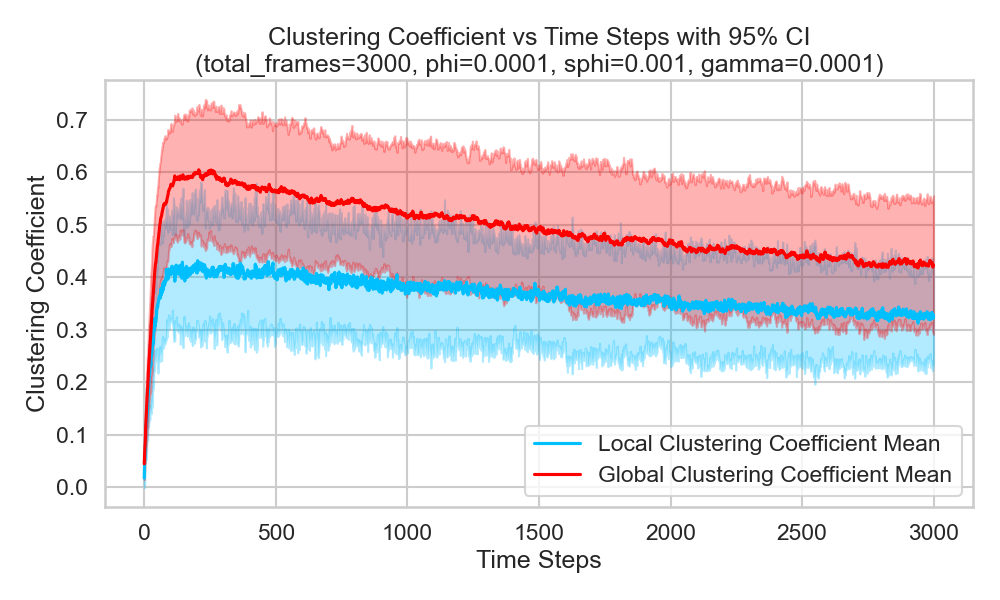 Clustering Coefficient vs Time Steps with 95% CI
(total_frames=3000, phi=0.0001, sphi=0.001, gamma=0.0001)
Clustering Coefficient
0.7
0.6
0.5
0.4
0.3
0.2
0.1
0.0
Local Clustering Coefficient Mean
Global Clustering Coefficient Mean
0 500 1000 1500 2000 2500 3000
Time Steps